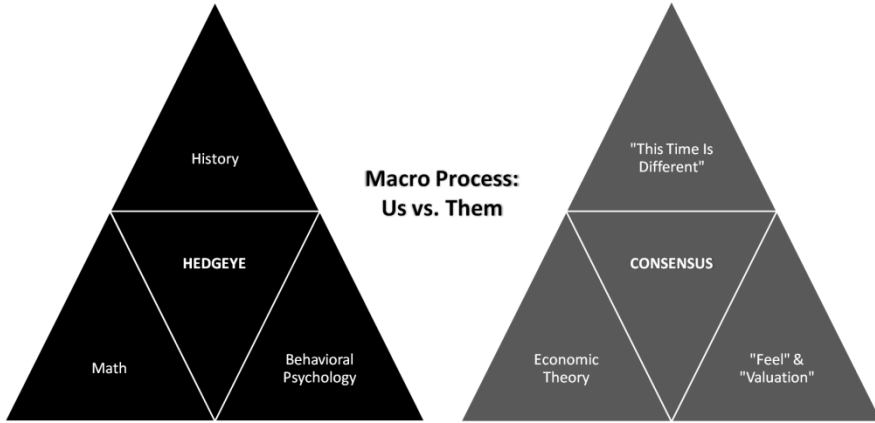 History
HEDGEYE
Math
Behavioral
Psychology
Macro Process:
Us vs. Them
"This Time Is
Different"
CONSENSUS
Economic
Theory
"Feel" &
"Valuation"